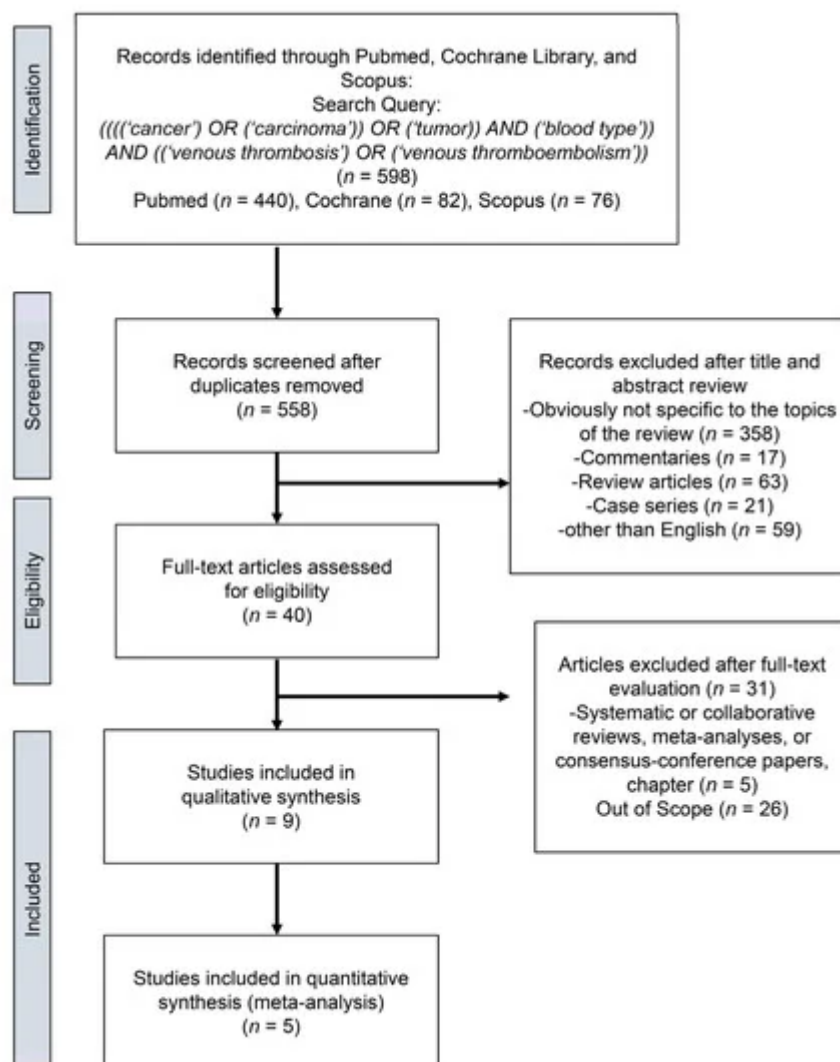 Identification
Records identified through Pubmed, Cochrane Library, and
Scopus:
Search Query:
((((‘cancer’) OR (‘carcinoma’)) OR (‘tumor)) AND (‘blood type’))
AND ((‘venous thrombosis’) OR (‘venous thromboembolism’))
(n = 598)
Pubmed (n = 440), Cochrane (n = 82), Scopus (n = 76)
Screening
Records screened after
duplicates removed
(n = 558)
Records excluded after title and
abstract review
-Obviously not specific to the topics
of the review (n = 358)
-Commentaries (n = 17)
-Review articles (n = 63)
-Case series (n = 21)
-other than English (n = 59)
Eligibility
Full-text articles assessed
for eligibility
(n = 40)
Articles excluded after full-text
evaluation (n = 31)
-Systematic or collaborative
reviews, meta-analyses, or
consensus-conference papers,
chapter (n = 5)
Out of Scope (n = 26)
Included
Studies included in
qualitative synthesis
(n = 9)
Studies included in quantitative
synthesis (meta-analysis)
(n = 5)